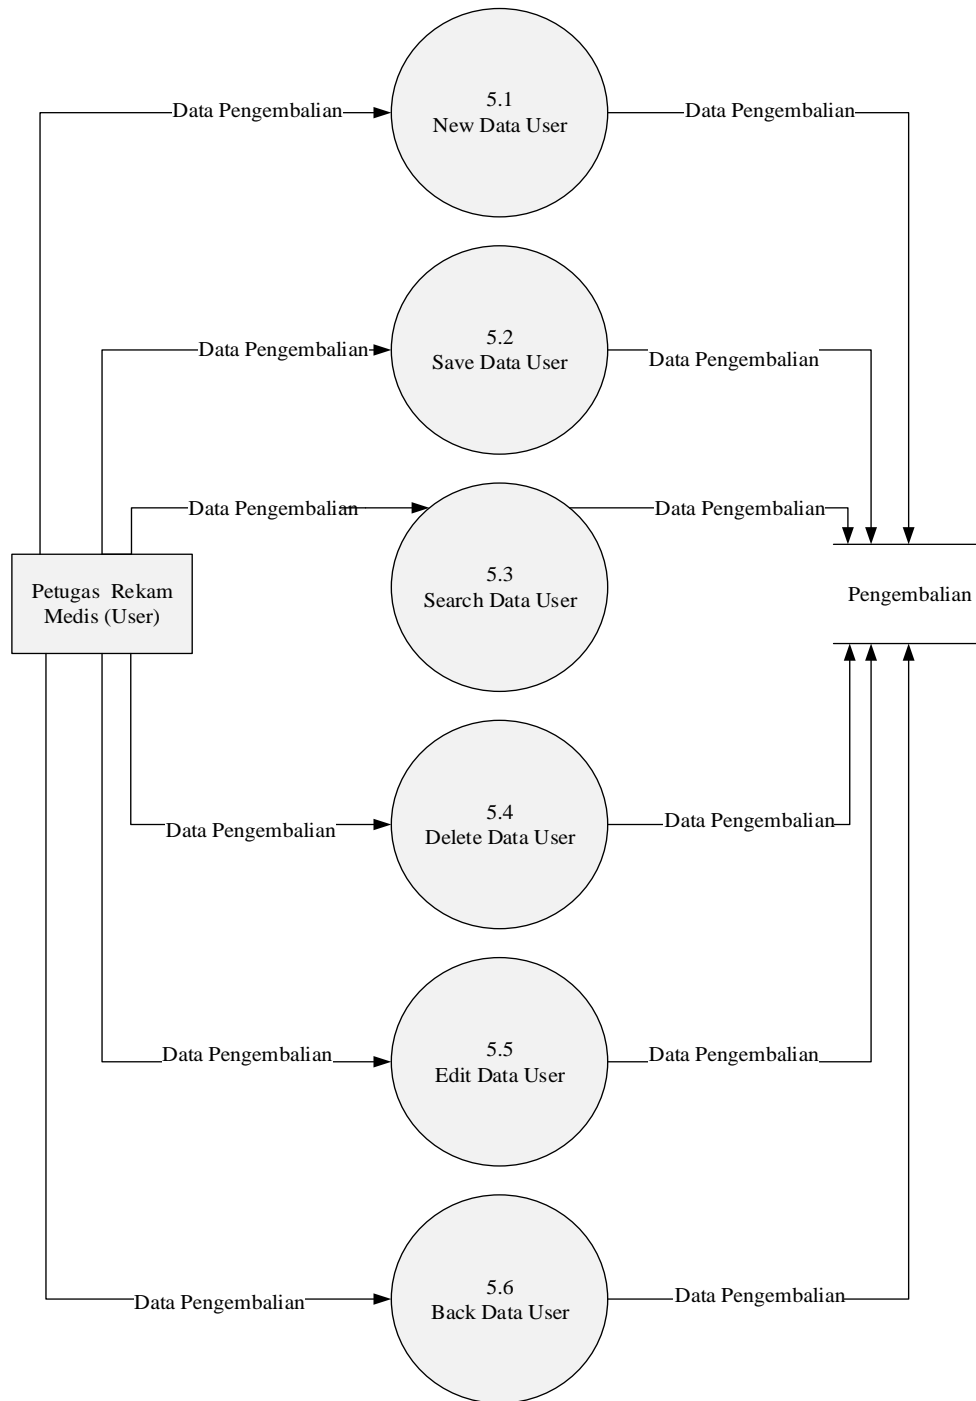 5.1
New Data User
Data Pengembalian
Data Pengembalian
5.2
Save Data User
Data Pengembalian
Data Pengembalian
Data Pengembalian
Data Pengembalian
5.3
Search Data User
Petugas  Rekam
Medis (User)
Pengembalian
5.4
Delete Data User
Data Pengembalian
Data Pengembalian
Data Pengembalian
Data Pengembalian
5.5
Edit Data User
5.6
Back Data User
Data Pengembalian
Data Pengembalian